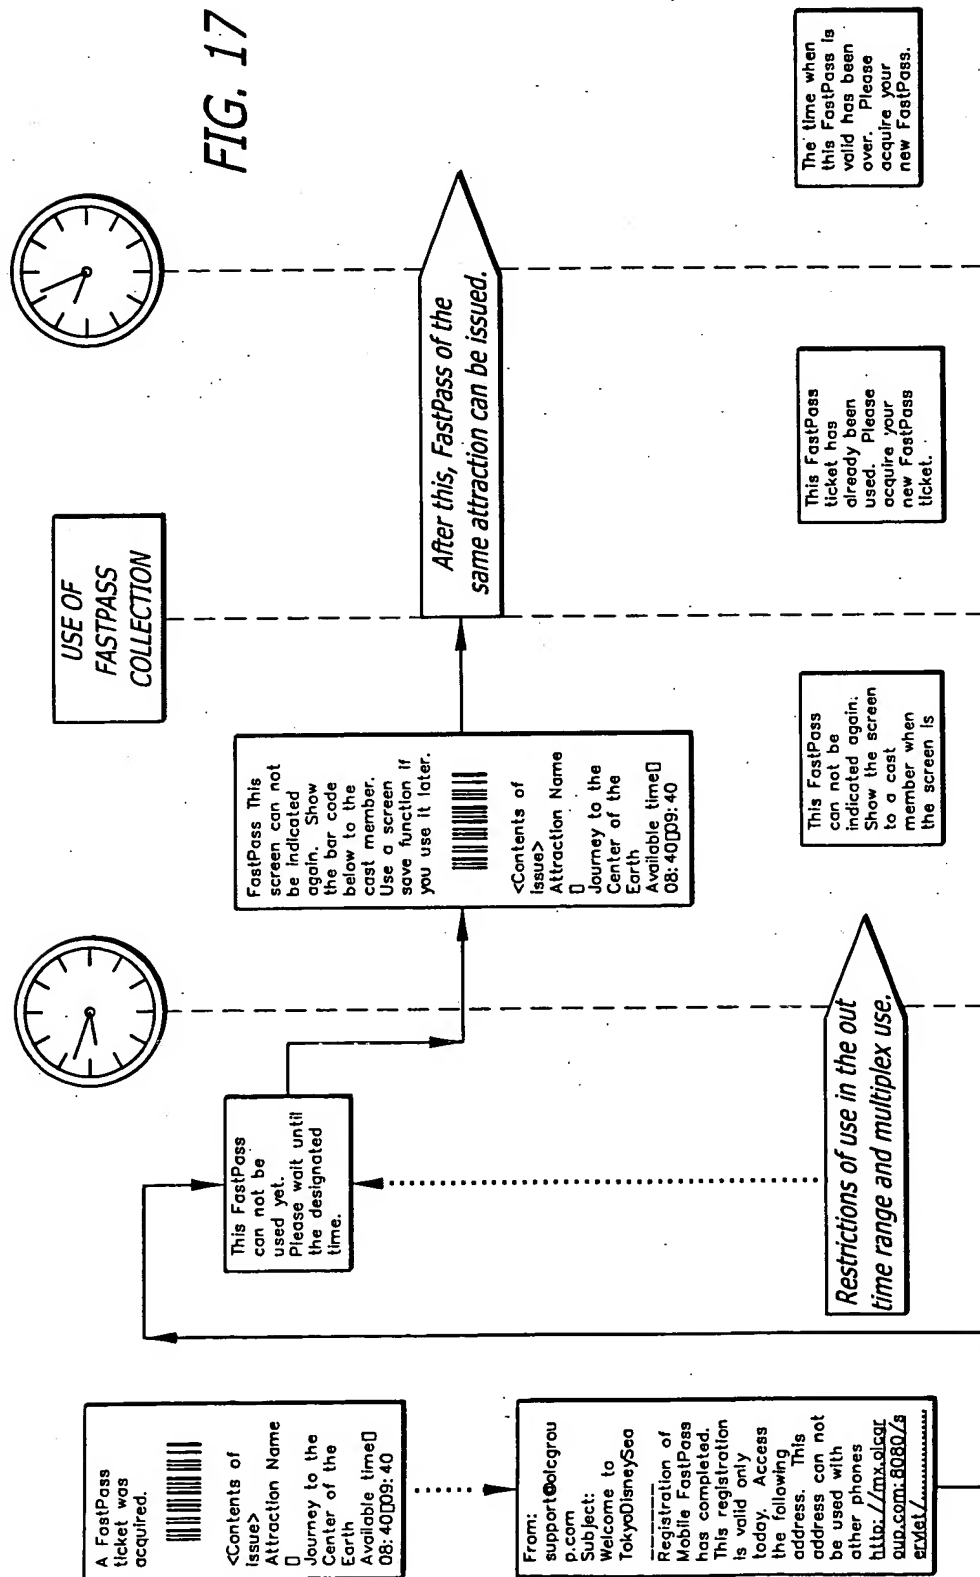 FIG. 17
A FastPass
ticket was
acquired.
<Contents of
Issue>
Attraction Name
▯
Journey to the
Center of the
Earth
Available time▯
08:40▯09:40
From:
support@olcgrou
p.com
Subject:
Welcome to
TokyoDisneySea
-------
Registration of
Mobile FastPass
has completed.
This registration
is valid only
today. Access
the following
address. This
address can not
be used with
other phones
http://mx.olcgr
oup.com:8080/s
ervlet/..............
This FastPass
can not be
used yet.
Please wait until
the designated
time.
Restrictions of use in the out
time range and multiplex use.
FastPass This
screen can not
be indicated
again. Show
the bar code
below to the
cast member.
Use a screen
save function if
you use it later.
<Contents of
Issue>
Attraction Name
▯
Journey to the
Center of the
Earth
Available time▯
08:40▯09:40
This FastPass
can not be
indicated again.
Show the screen
to a cast
member when
the screen is
USE OF
FASTPASS
COLLECTION
After this, FastPass of the
same attraction can be issued.
This FastPass
ticket has
already been
used. Please
acquire your
new FastPass
ticket.
The time when
this FastPass is
valid has been
over. Please
acquire your
new FastPass.